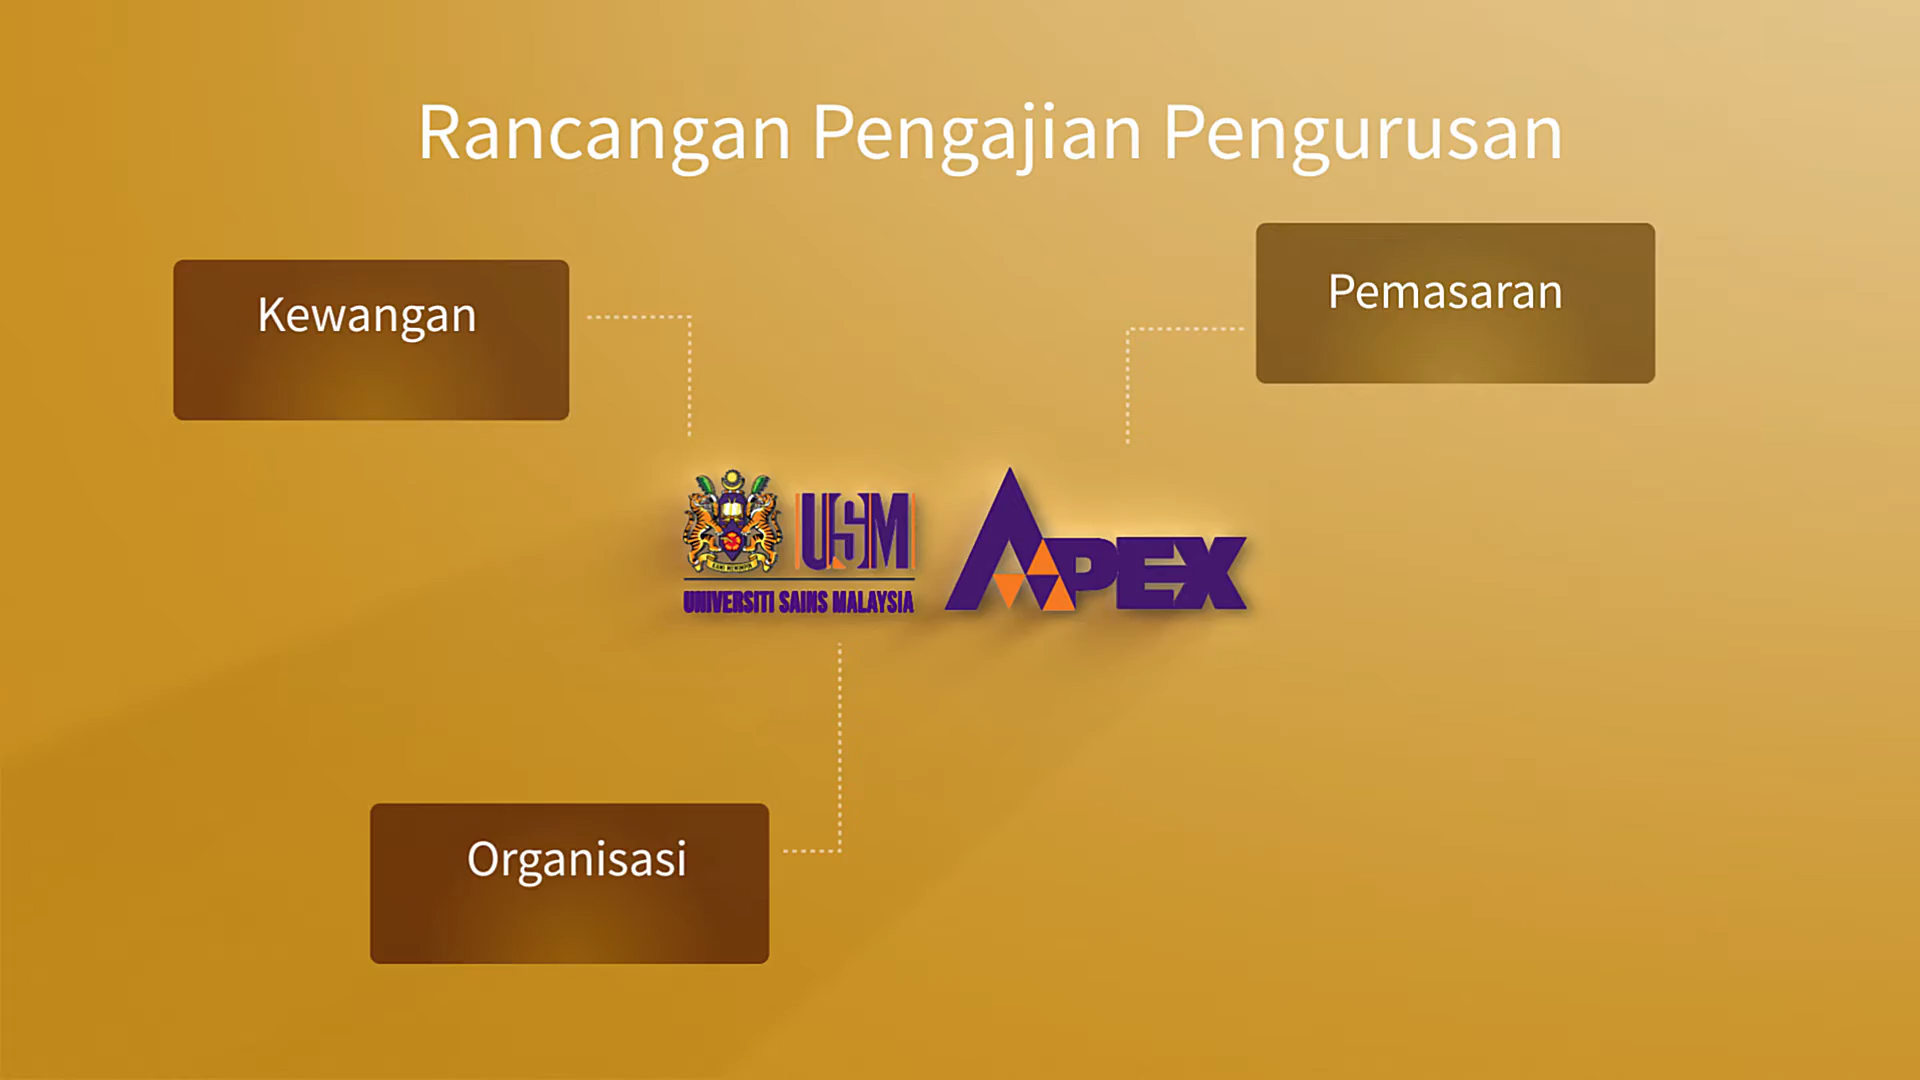 Rancangan Pengajian Pengurusan
Pemasaran
Kewangan
USM
APEX
UNIVERSITI SAINS MALAYSIA
Organisasi